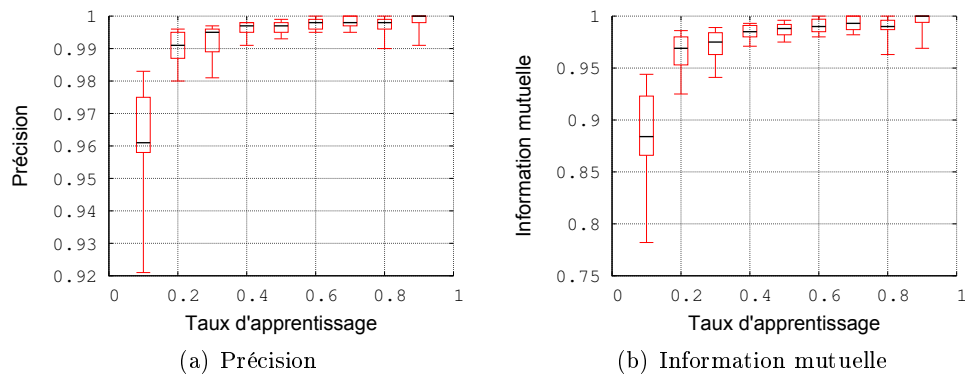 1
0.99
0.98
0.97
0.96
0.95
0.94
0.93
0.92
Précision
0 0.2 0.4 0.6 0.8 1
Taux d'apprentissage
(a) Précision
1
0.95
0.9
0.85
0.8
0.75
Information mutuelle
0 0.2 0.4 0.6 0.8 1
Taux d'apprentissage
(b) Information mutuelle